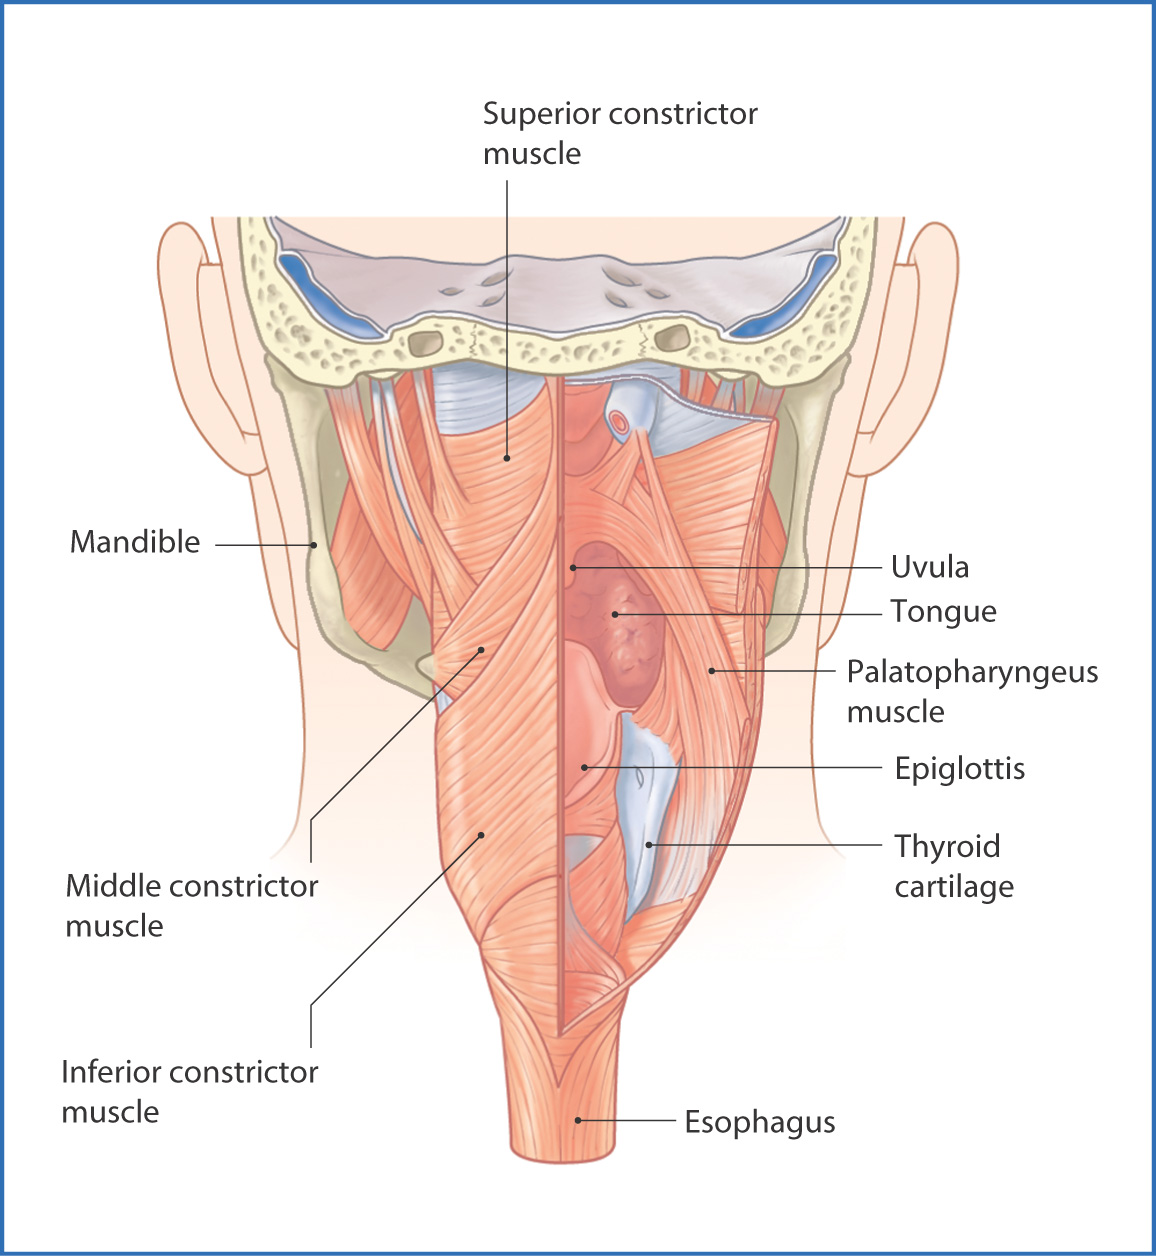 Superior constrictor
muscle
Mandible
Uvula
Tongue
Palatopharyngeus
muscle
Epiglottis
Thyroid
cartilage
Middle constrictor
muscle
Inferior constrictor
muscle
Esophagus